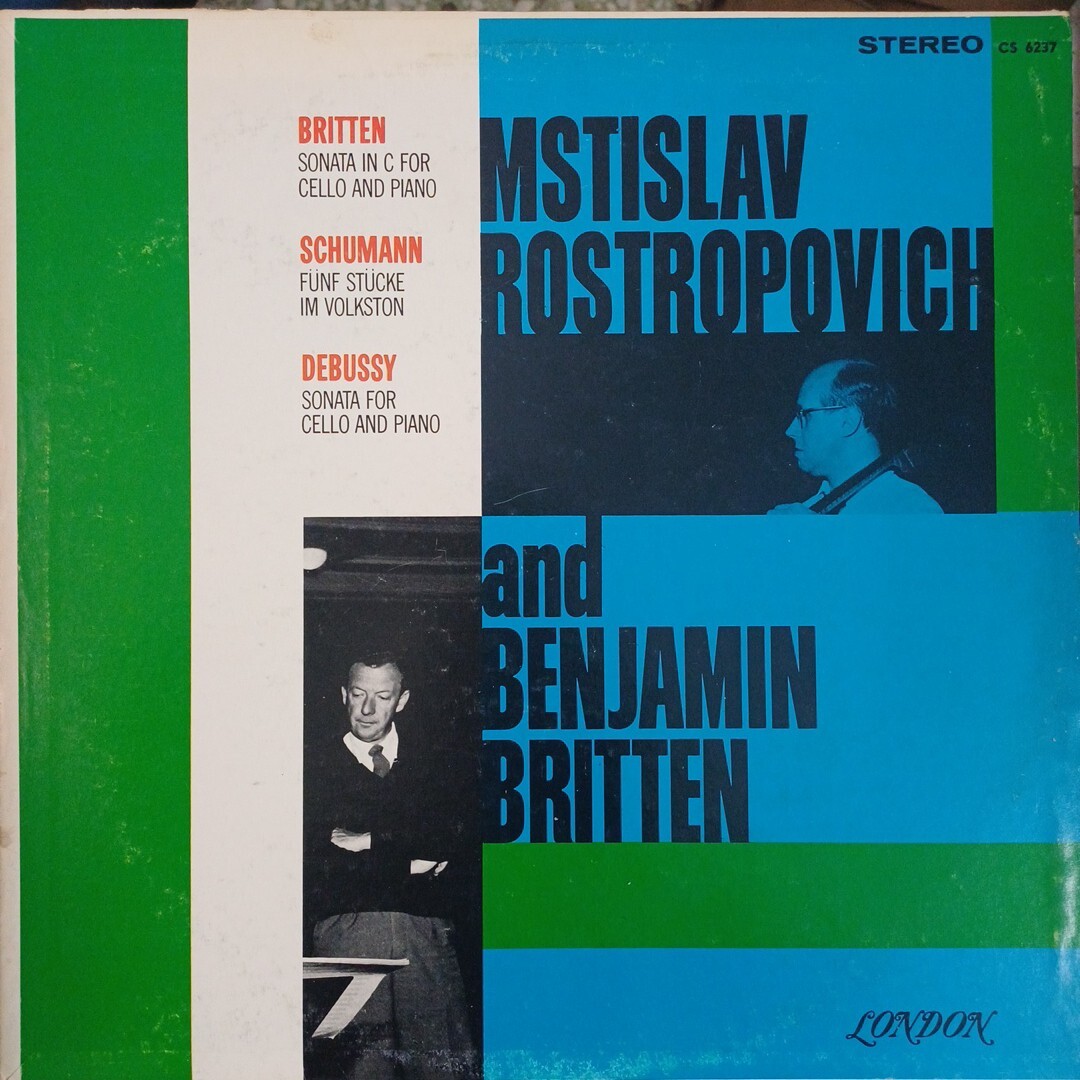 STEREO CS 6237
BRITTEN
SONATA IN C FOR
CELLO AND PIANO
SCHUMANN
FÜNF STÜCKE
IM VOLKSTON
DEBUSSY
SONATA FOR
CELLO AND PIANO
MSTISLAV
ROSTROPOVICH
and
BENJAMIN
BRITTEN
LONDON